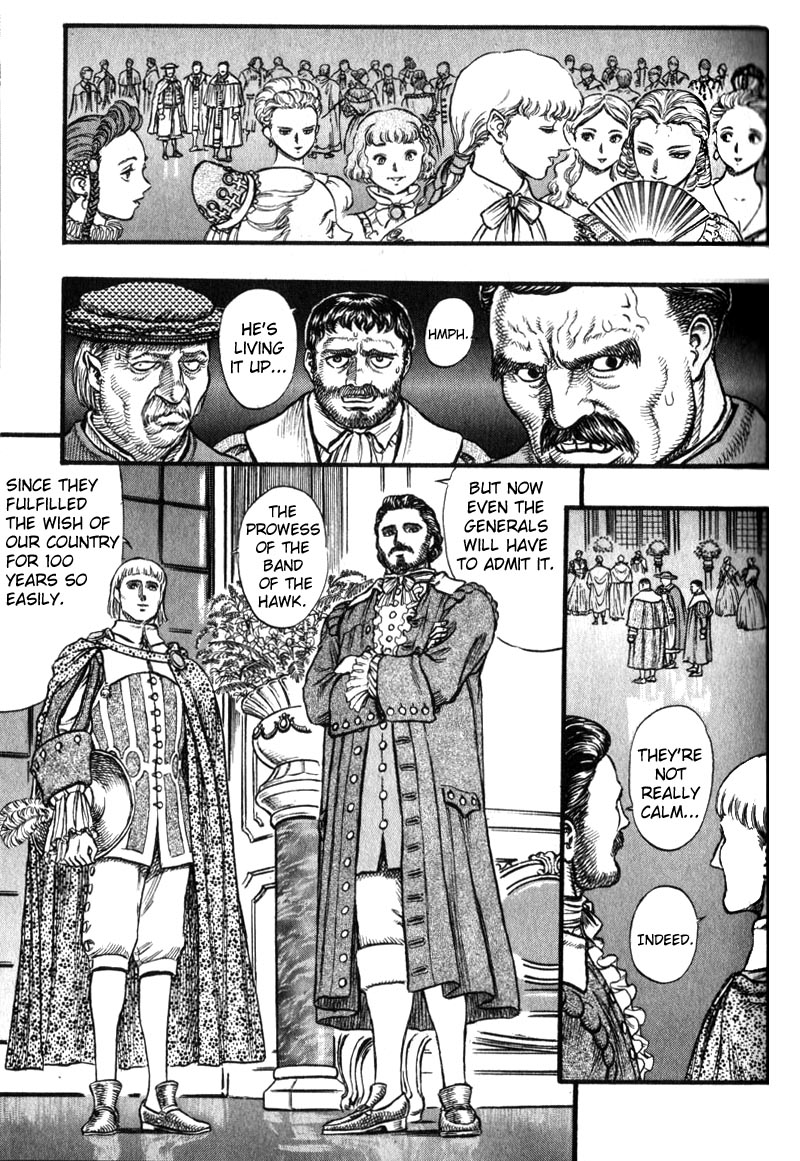 HMPH...
HE'S
LIVING
IT UP...
THEY'RE
NOT
REALLY
CALM...
INDEED.
BUT NOW
EVEN THE
GENERALS
WILL HAVE
TO ADMIT IT.
THE
PROWESS
OF THE
BAND
OF THE
HAWK.
SINCE THEY
FULFILLED
THE WISH OF
OUR COUNTRY
FOR 100
YEARS SO
EASILY.